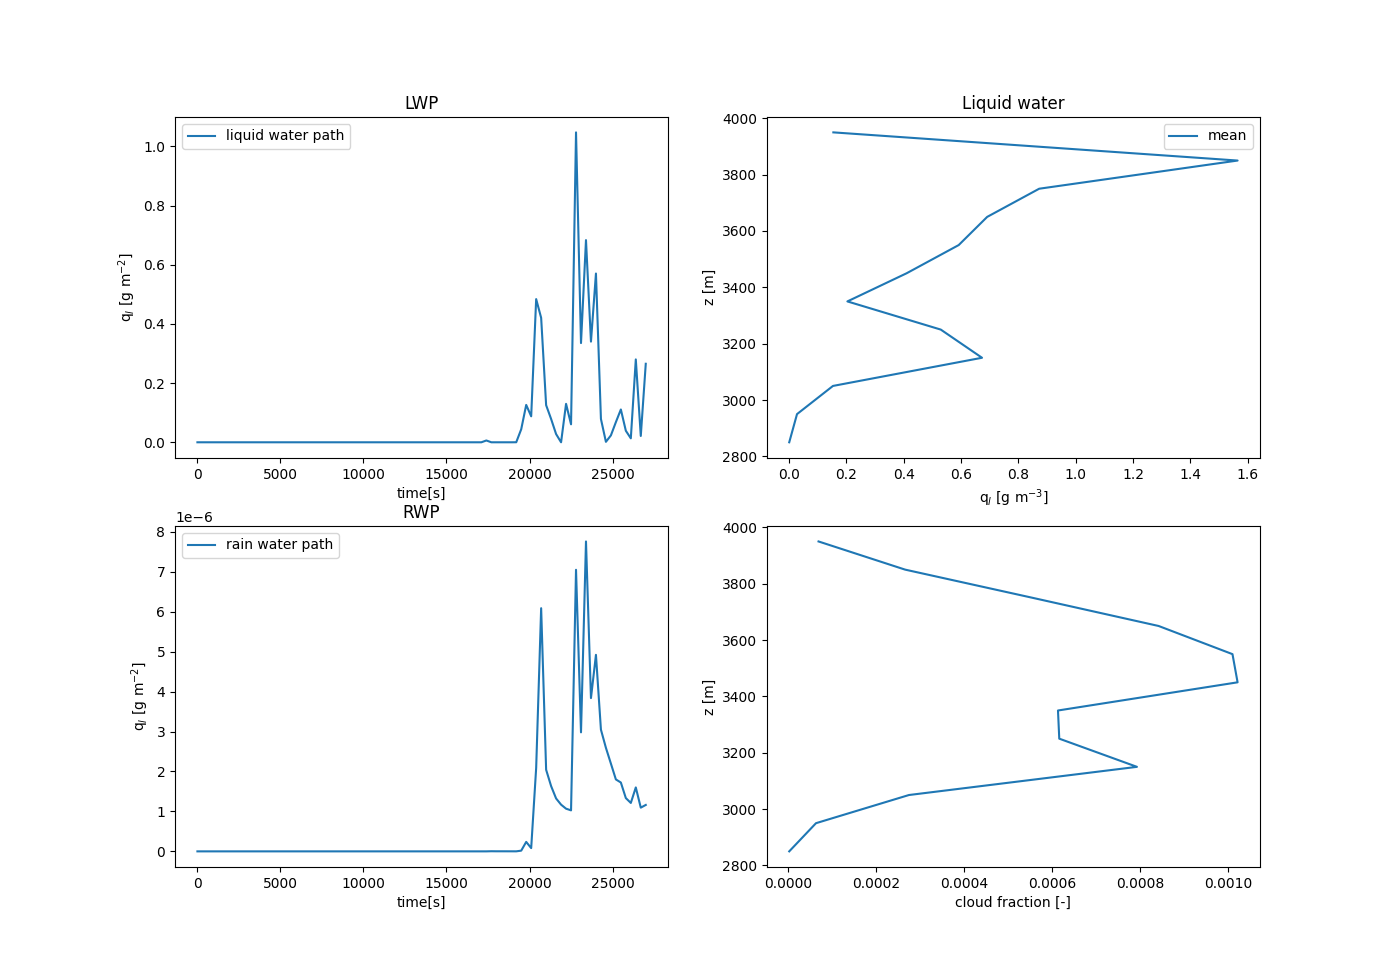 LWP
liquid water path
1.0
0.8
0.6
0.4
0.2
0.0
q_l [g m^−2]
0 5000 10000 15000 20000 25000
time[s]
Liquid water
mean
4000
3800
3600
3400
3200
3000
2800
z [m]
0.0 0.2 0.4 0.6 0.8 1.0 1.2 1.4 1.6
q_l [g m^−3]
RWP
1e−6
rain water path
8
7
6
5
4
3
2
1
0
q_l [g m^−2]
0 5000 10000 15000 20000 25000
time[s]
4000
3800
3600
3400
3200
3000
2800
z [m]
0.0000 0.0002 0.0004 0.0006 0.0008 0.0010
cloud fraction [-]